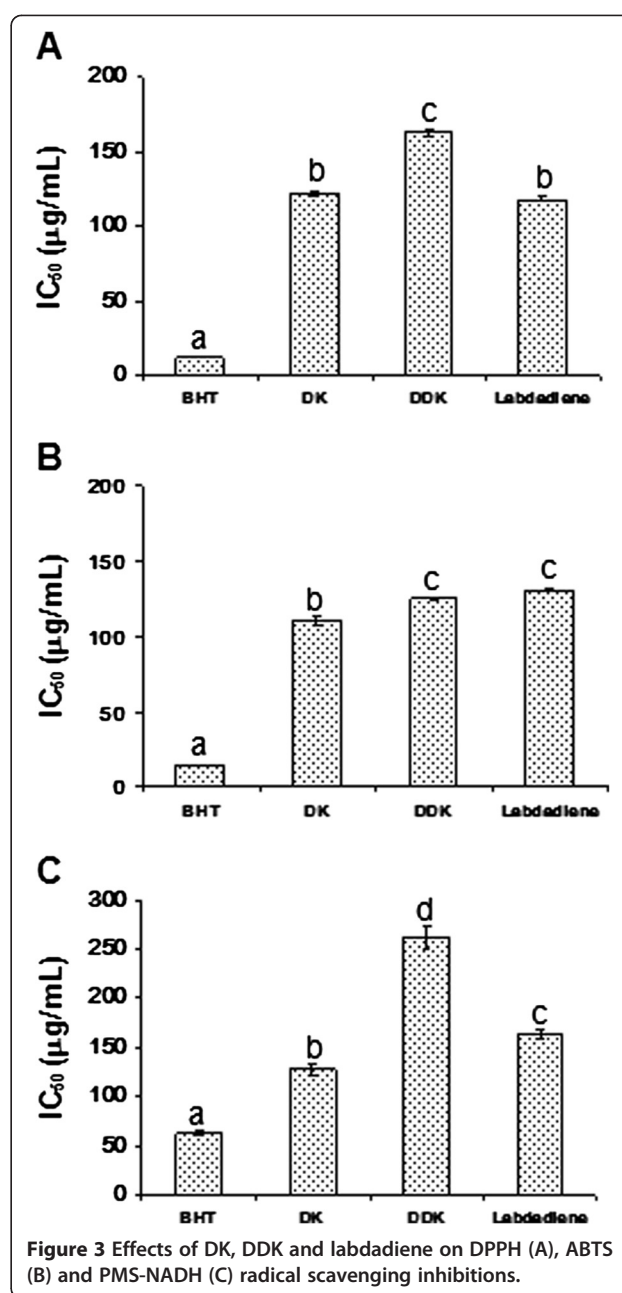 A
200
c
150
b
b
100
50
a
0
IC50 (µg/mL)
BHT DK DDK Labdadiene
B
200
150
c
c
b
100
50
a
0
IC50 (µg/mL)
BHT DK DDK Labdadiene
C
300
d
250
200
c
150
b
100
a
50
0
IC50 (µg/mL)
BHT DK DDK Labdadiene
Figure 3 Effects of DK, DDK and labdadiene on DPPH (A), ABTS
(B) and PMS-NADH (C) radical scavenging inhibitions.